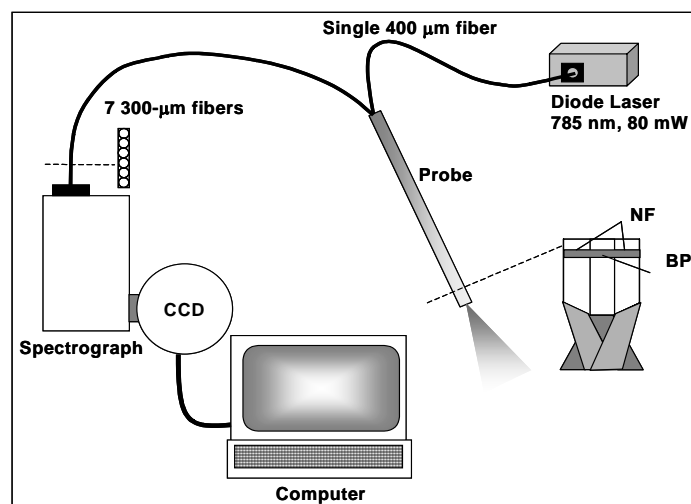 Single 400 μm fiber
7 300-μm fibers
Diode Laser
785 nm, 80 mW
Probe
NF
BP
CCD
Spectrograph
Computer